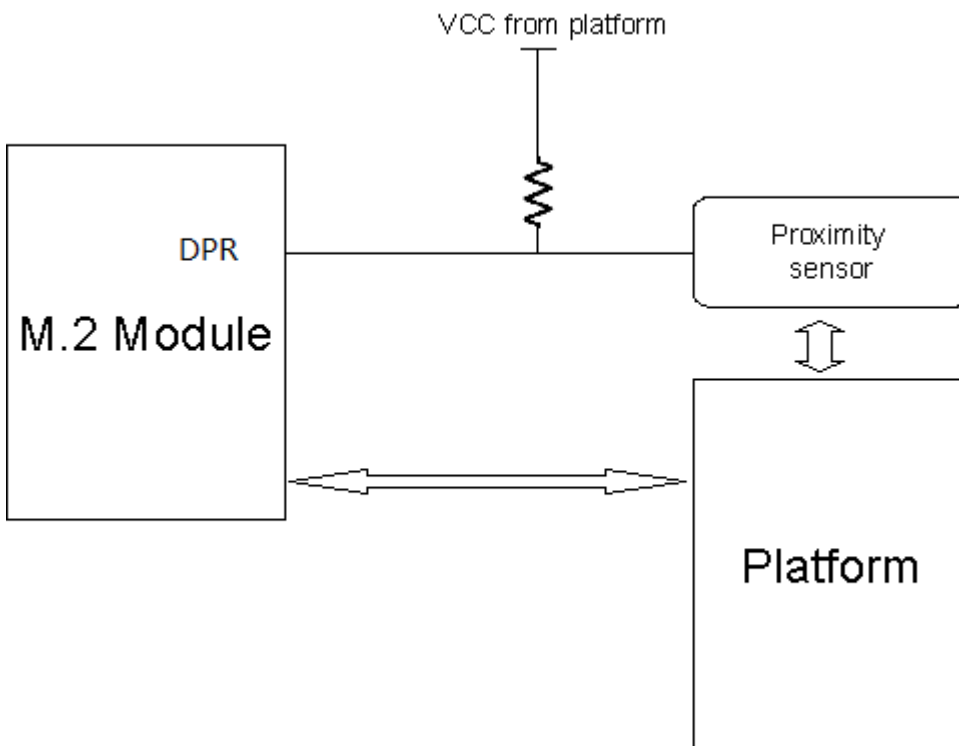 VCC from platform
DPR
M.2 Module
Proximity
sensor
Platform